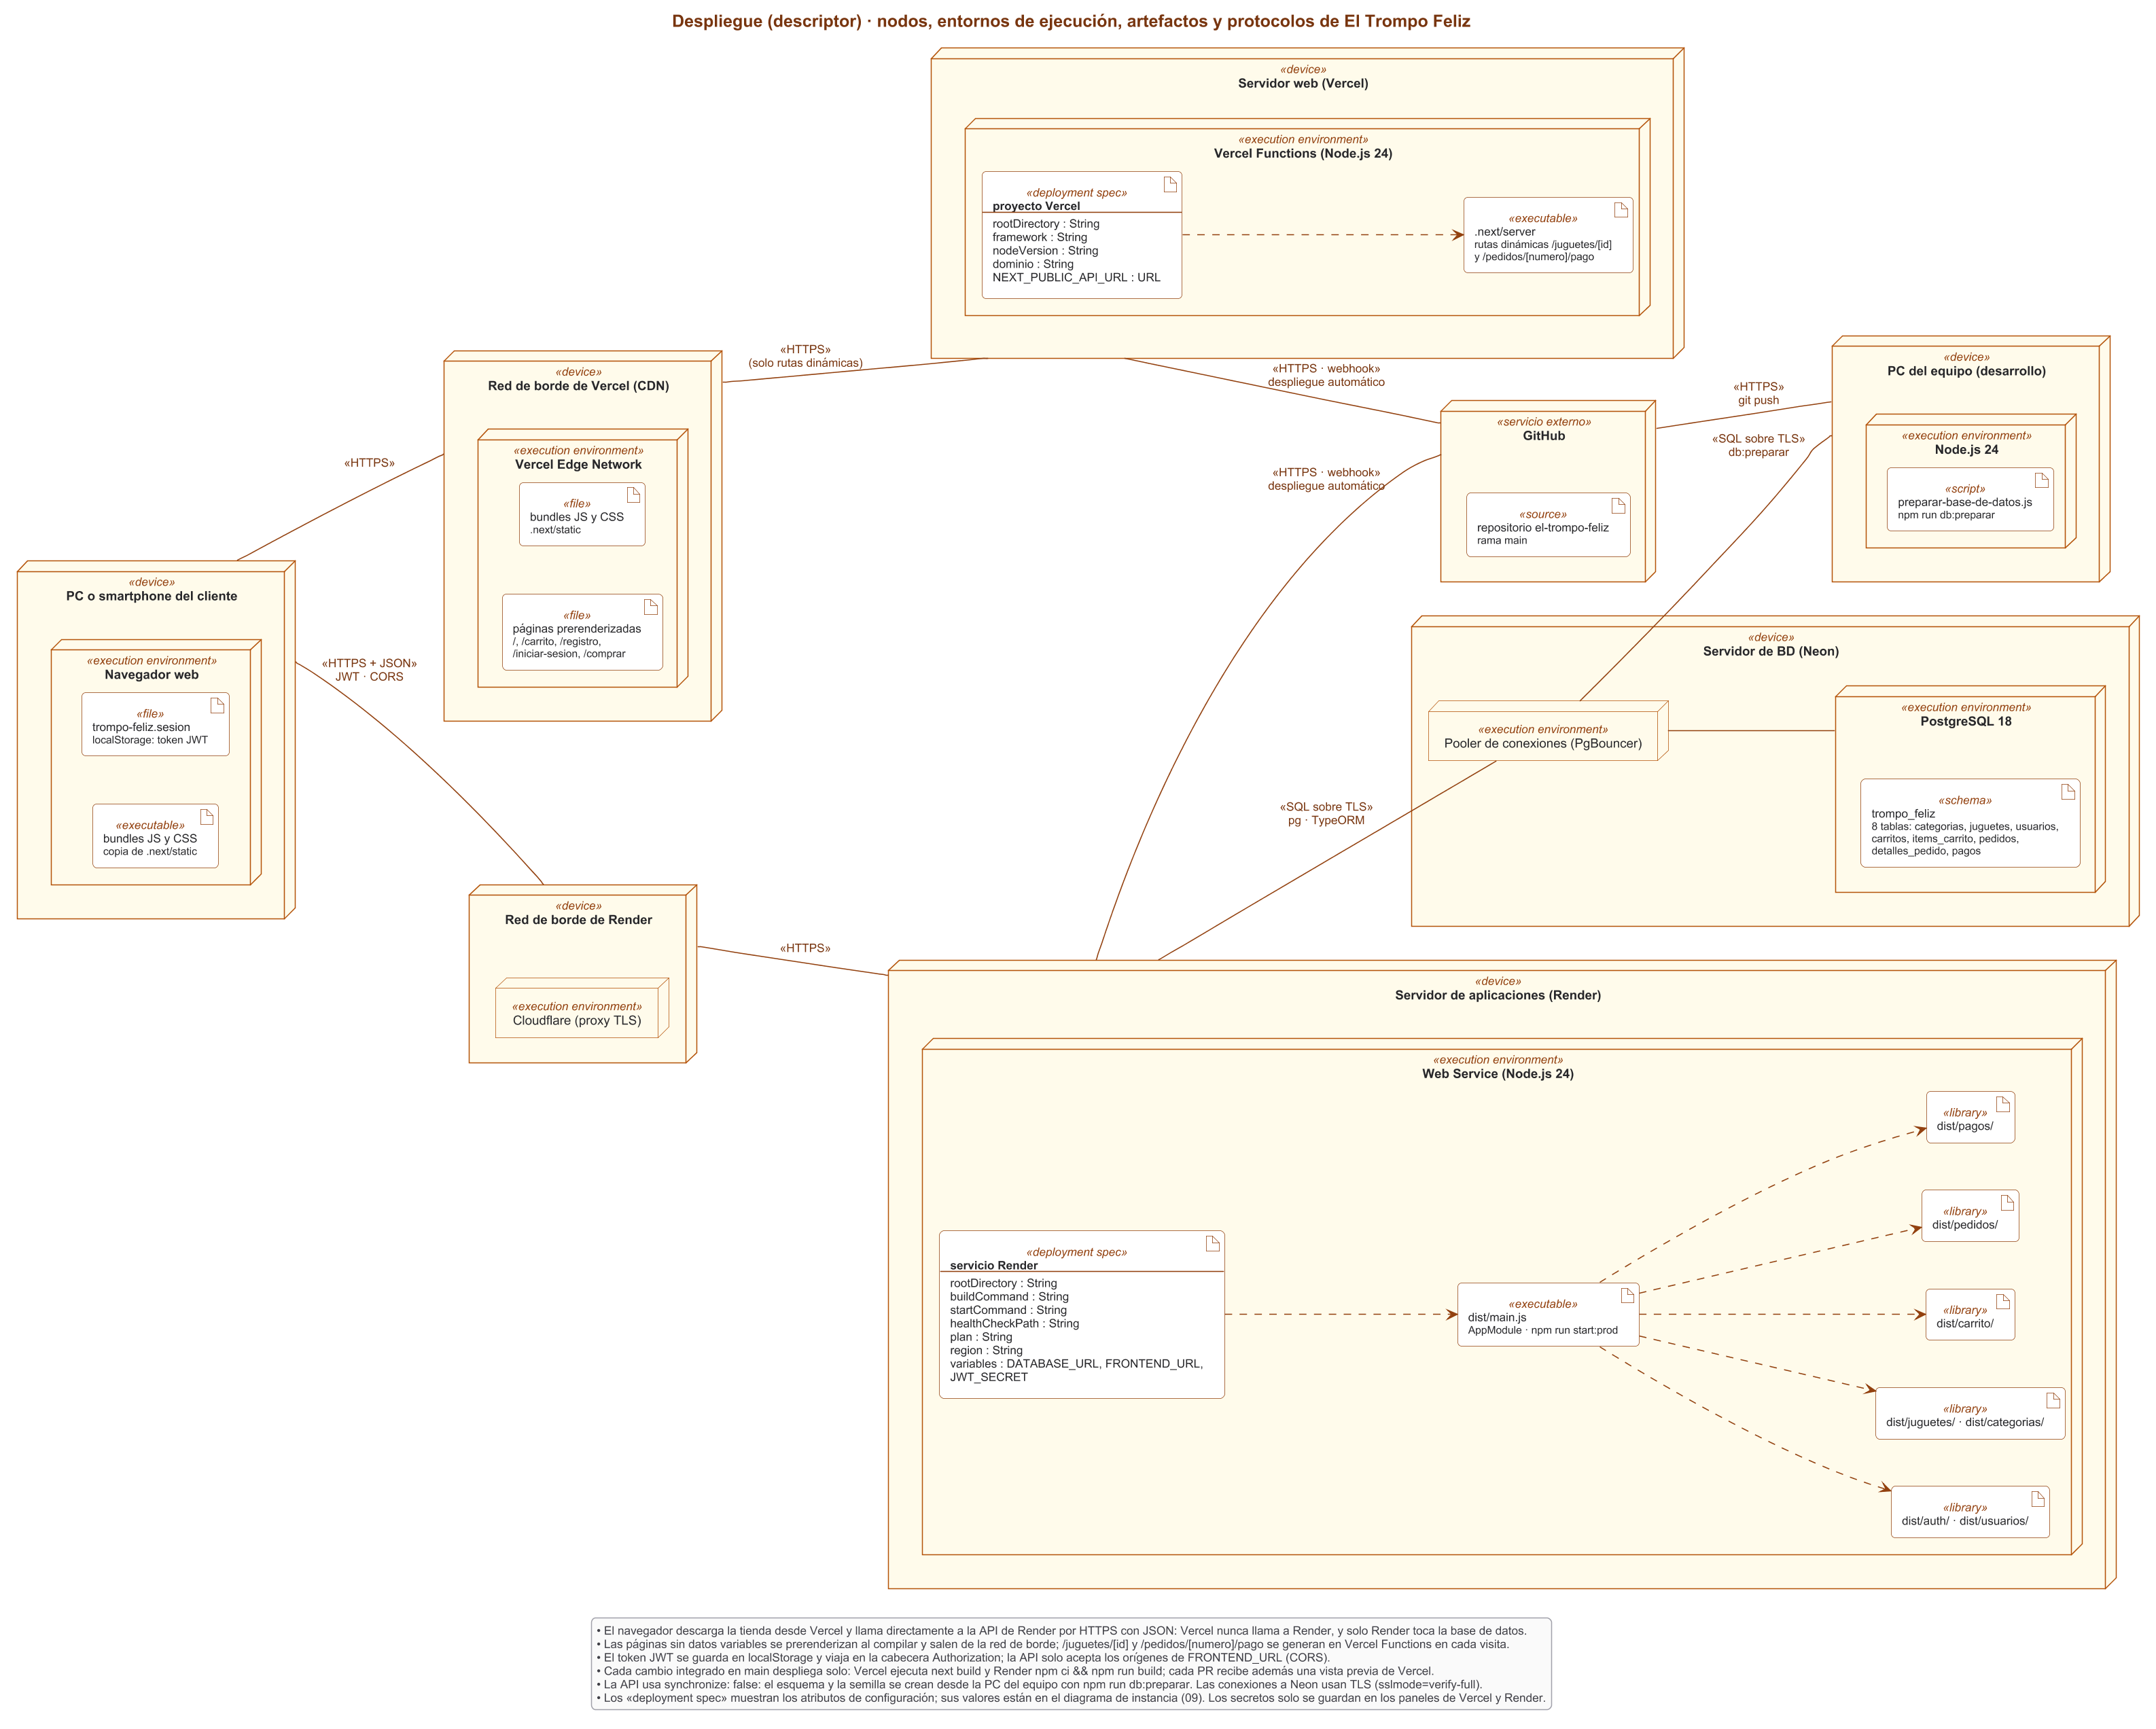 Despliegue (descriptor) · nodos, entornos de ejecución, artefactos y protocolos de El Trompo Feliz
«device»
Servidor web (Vercel)
«execution environment»
Vercel Functions (Node.js 24)
«deployment spec»
proyecto Vercel
rootDirectory : String
framework : String
nodeVersion : String
dominio : String
NEXT_PUBLIC_API_URL : URL
«executable»
.next/server
rutas dinámicas /juguetes/[id]
y /pedidos/[numero]/pago
«HTTPS»
(solo rutas dinámicas)
«HTTPS · webhook»
despliegue automático
«device»
Red de borde de Vercel (CDN)
«execution environment»
Vercel Edge Network
«file»
bundles JS y CSS
.next/static
«file»
páginas prerenderizadas
/, /carrito, /registro,
/iniciar-sesion, /comprar
«HTTPS»
«servicio externo»
GitHub
«source»
repositorio el-trompo-feliz
rama main
«HTTPS · webhook»
despliegue automático
«HTTPS»
git push
«SQL sobre TLS»
db:preparar
«device»
PC del equipo (desarrollo)
«execution environment»
Node.js 24
«script»
preparar-base-de-datos.js
npm run db:preparar
«device»
PC o smartphone del cliente
«execution environment»
Navegador web
«file»
trompo-feliz.sesion
localStorage: token JWT
«executable»
bundles JS y CSS
copia de .next/static
«HTTPS + JSON»
JWT · CORS
«device»
Servidor de BD (Neon)
«execution environment»
Pooler de conexiones (PgBouncer)
«execution environment»
PostgreSQL 18
«schema»
trompo_feliz
8 tablas: categorias, juguetes, usuarios,
carritos, items_carrito, pedidos,
detalles_pedido, pagos
«SQL sobre TLS»
pg · TypeORM
«device»
Red de borde de Render
«execution environment»
Cloudflare (proxy TLS)
«HTTPS»
«device»
Servidor de aplicaciones (Render)
«execution environment»
Web Service (Node.js 24)
«deployment spec»
servicio Render
rootDirectory : String
buildCommand : String
startCommand : String
healthCheckPath : String
plan : String
region : String
variables : DATABASE_URL, FRONTEND_URL,
JWT_SECRET
«executable»
dist/main.js
AppModule · npm run start:prod
«library»
dist/pagos/
«library»
dist/pedidos/
«library»
dist/carrito/
«library»
dist/juguetes/ · dist/categorias/
«library»
dist/auth/ · dist/usuarios/
• El navegador descarga la tienda desde Vercel y llama directamente a la API de Render por HTTPS con JSON: Vercel nunca llama a Render, y solo Render toca la base de datos.
• Las páginas sin datos variables se prerenderizan al compilar y salen de la red de borde; /juguetes/[id] y /pedidos/[numero]/pago se generan en Vercel Functions en cada visita.
• El token JWT se guarda en localStorage y viaja en la cabecera Authorization; la API solo acepta los orígenes de FRONTEND_URL (CORS).
• Cada cambio integrado en main despliega solo: Vercel ejecuta next build y Render npm ci && npm run build; cada PR recibe además una vista previa de Vercel.
• La API usa synchronize: false: el esquema y la semilla se crean desde la PC del equipo con npm run db:preparar. Las conexiones a Neon usan TLS (sslmode=verify-full).
• Los «deployment spec» muestran los atributos de configuración; sus valores están en el diagrama de instancia (09). Los secretos solo se guardan en los paneles de Vercel y Render.